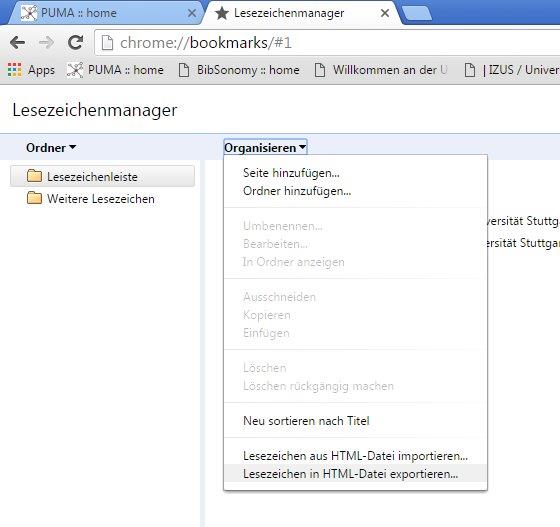 PUMA :: home
Lesezeichenmanager
chrome://bookmarks/#1
Apps PUMA :: home BibSonomy :: home Willkommen an der U | IZUS / Univer
Lesezeichenmanager
Ordner
Organisieren
Lesezeichenleiste
Weitere Lesezeichen
Seite hinzufügen...
Ordner hinzufügen...
Umbenennen...
Bearbeiten...
In Ordner anzeigen
Ausschneiden
Kopieren
Einfügen
Löschen
Löschen rückgängig machen
Neu sortieren nach Titel
Lesezeichen aus HTML-Datei importieren...
Lesezeichen in HTML-Datei exportieren...
versität Stuttga
ersität Stuttgar